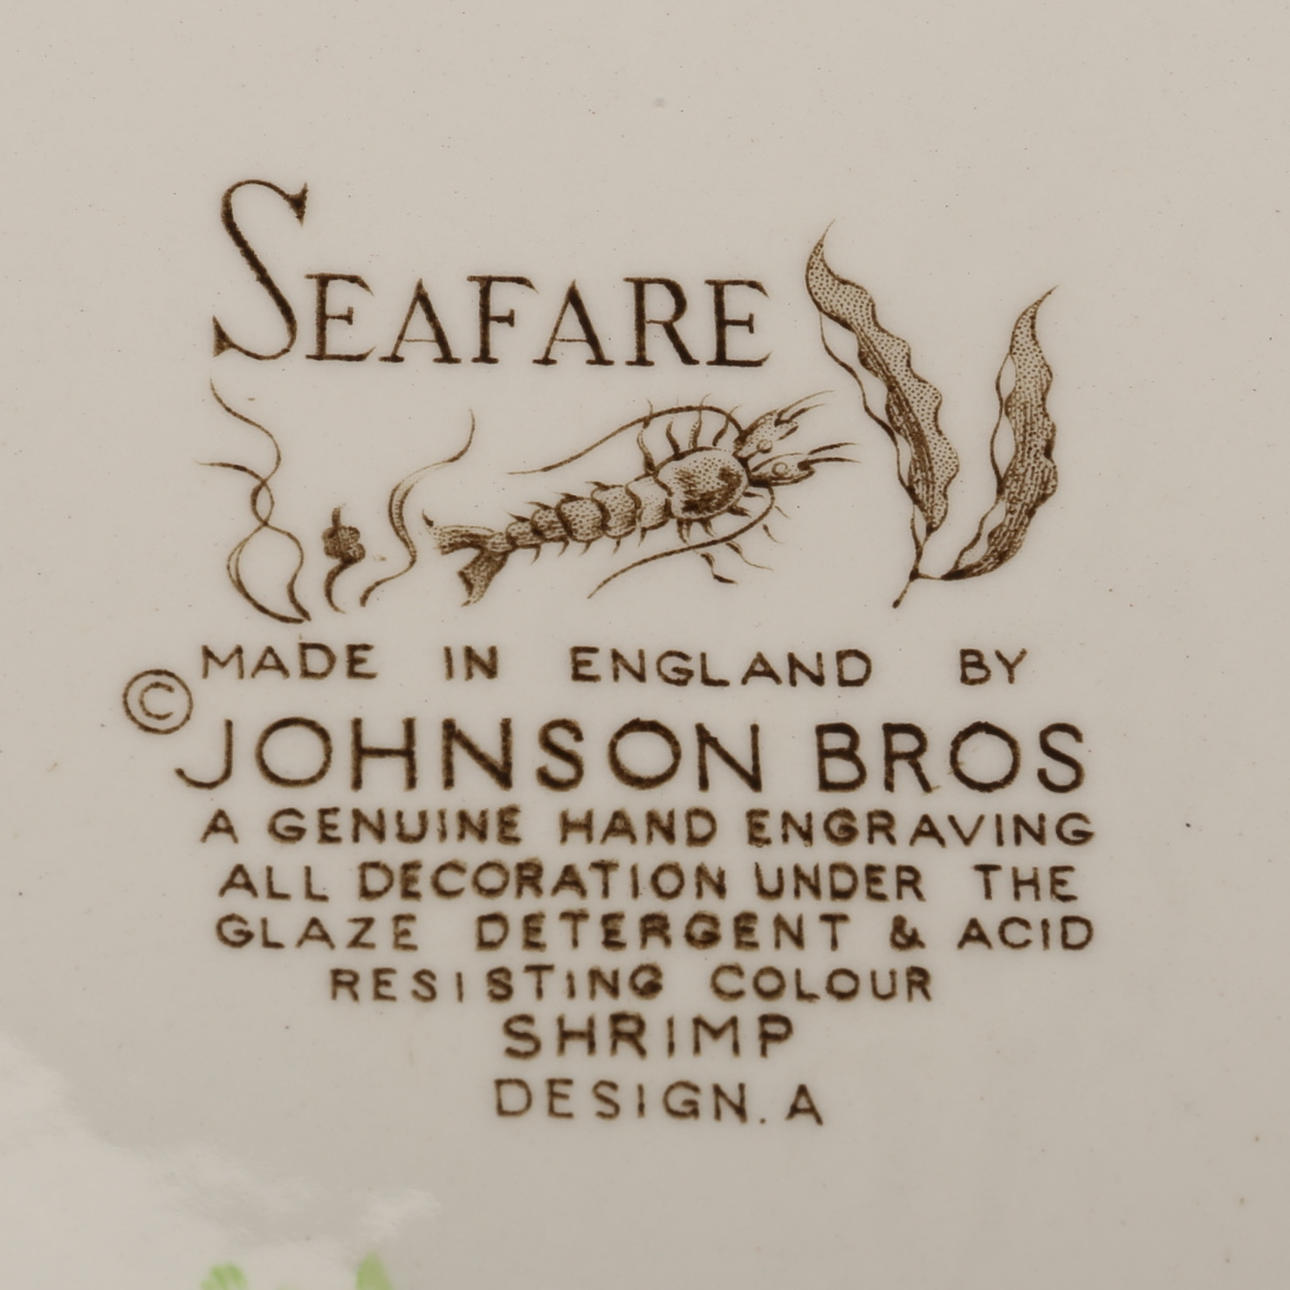 SEAFARE
MADE IN ENGLAND BY
© JOHNSON BROS
A GENUINE HAND ENGRAVING
ALL DECORATION UNDER THE
GLAZE DETERGENT & ACID
RESISTING COLOUR
SHRIMP
DESIGN. A